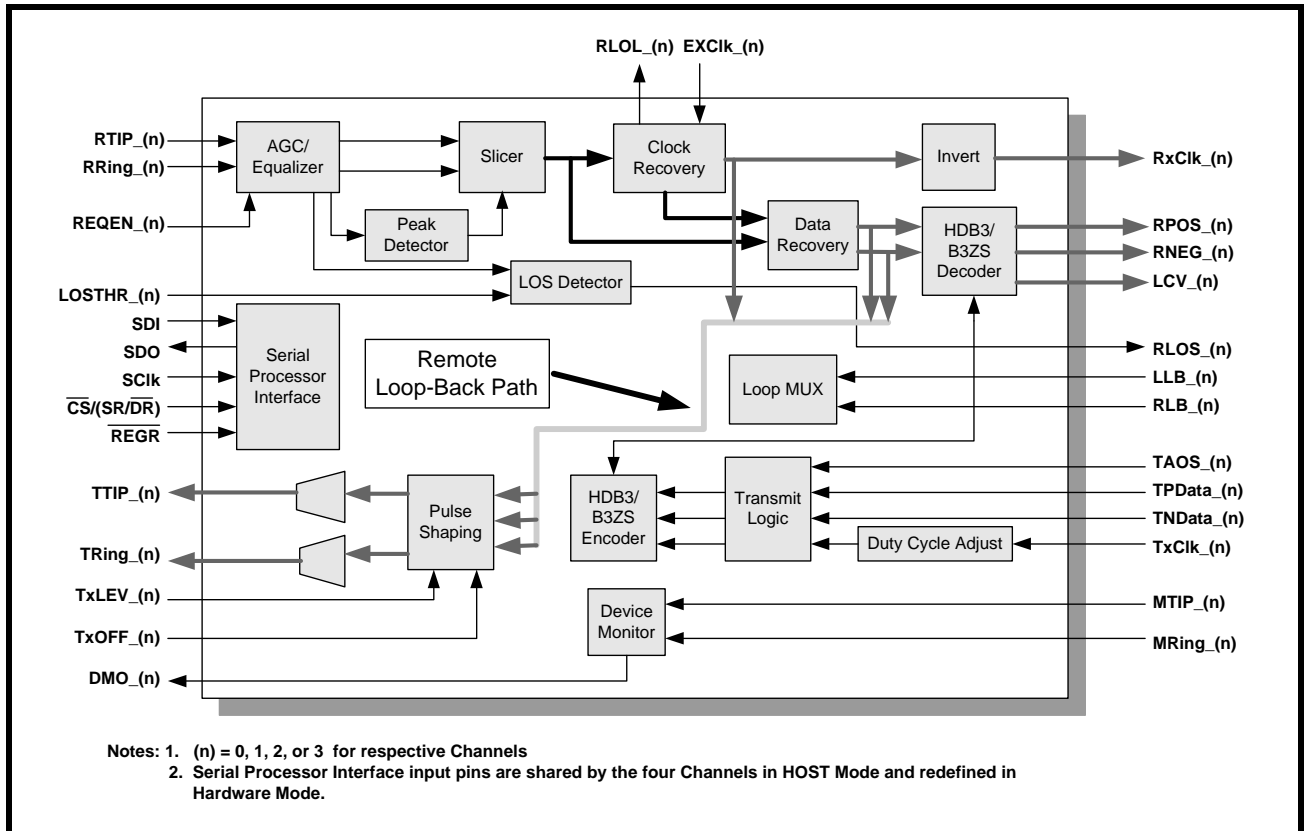 RLOL_(n) EXClk_(n)
RTIP_(n)
RRing_(n)
REQEN_(n)
LOSTHR_(n)
SDI
SDO
SClk
C̅S̅/(SR/D̅R̅)
R̅E̅G̅R̅
TTIP_(n)
TRing_(n)
TxLEV_(n)
TxOFF_(n)
DMO_(n)
AGC/
Equalizer
Peak
Detector
Slicer
LOS Detector
Clock
Recovery
Data
Recovery
Invert
HDB3/
B3ZS
Decoder
Serial
Processor
Interface
Remote
Loop-Back Path
Loop MUX
Pulse
Shaping
HDB3/
B3ZS
Encoder
Transmit
Logic
Duty Cycle Adjust
Device
Monitor
RxClk_(n)
RPOS_(n)
RNEG_(n)
LCV_(n)
RLOS_(n)
LLB_(n)
RLB_(n)
TAOS_(n)
TPData_(n)
TNData_(n)
TxClk_(n)
MTIP_(n)
MRing_(n)
Notes: 1. (n) = 0, 1, 2, or 3 for respective Channels
2. Serial Processor Interface input pins are shared by the four Channels in HOST Mode and redefined in
Hardware Mode.